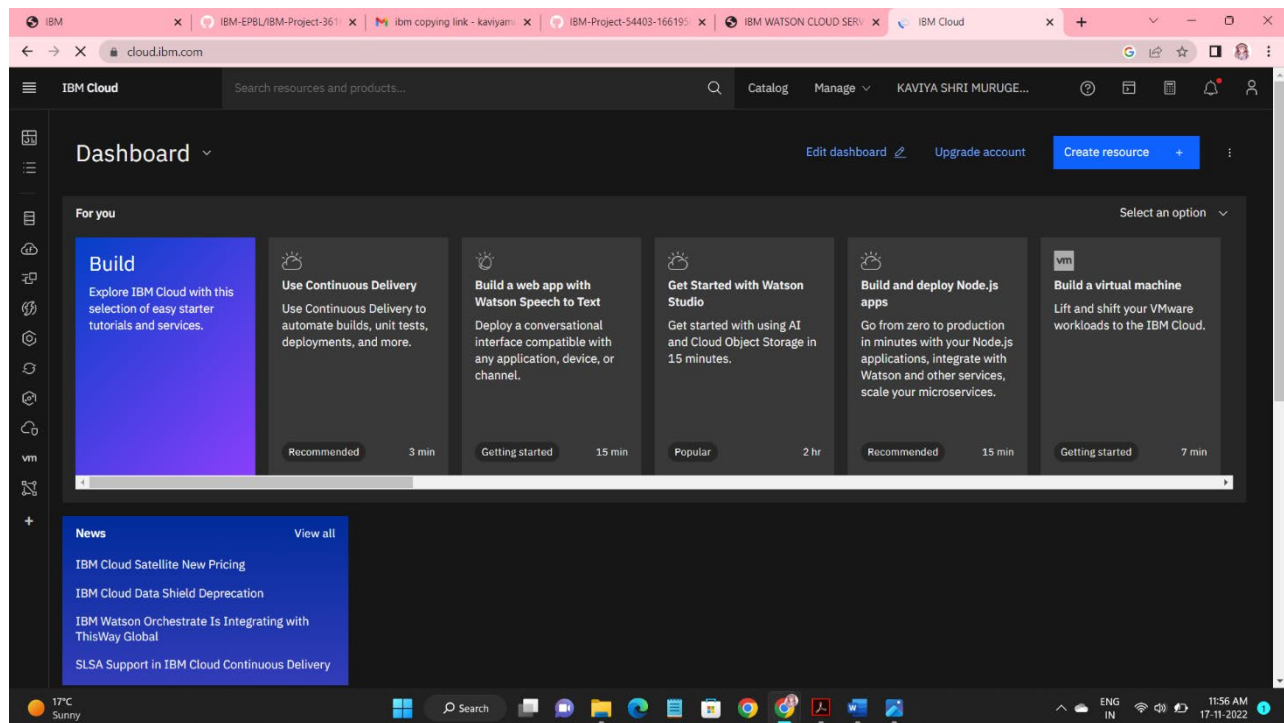 IBM
IBM-EPBL/IBM-Project-361
ibm copying link - kaviyam
IBM-Project-54403-166195
IBM WATSON CLOUD SERV
IBM Cloud
cloud.ibm.com
IBM Cloud
Search resources and products...
Catalog
Manage
KAVIYA SHRI MURUGE...
Dashboard
Edit dashboard
Upgrade account
Create resource +
For you
Select an option
Build
Explore IBM Cloud with this
selection of easy starter
tutorials and services.
Use Continuous Delivery
Use Continuous Delivery to
automate builds, unit tests,
deployments, and more.
Recommended
3 min
Build a web app with
Watson Speech to Text
Deploy a conversational
interface compatible with
any application, device, or
channel.
Getting started
15 min
Get Started with Watson
Studio
Get started with using AI
and Cloud Object Storage in
15 minutes.
Popular
2 hr
Build and deploy Node.js
apps
Go from zero to production
in minutes with your Node.js
applications, integrate with
Watson and other services,
scale your microservices.
Recommended
15 min
vm
Build a virtual machine
Lift and shift your VMware
workloads to the IBM Cloud.
Getting started
7 min
vm
News
View all
IBM Cloud Satellite New Pricing
IBM Cloud Data Shield Deprecation
IBM Watson Orchestrate Is Integrating with
ThisWay Global
SLSA Support in IBM Cloud Continuous Delivery
17°C
Sunny
Search
ENG
IN
11:56 AM
17-11-2022
1